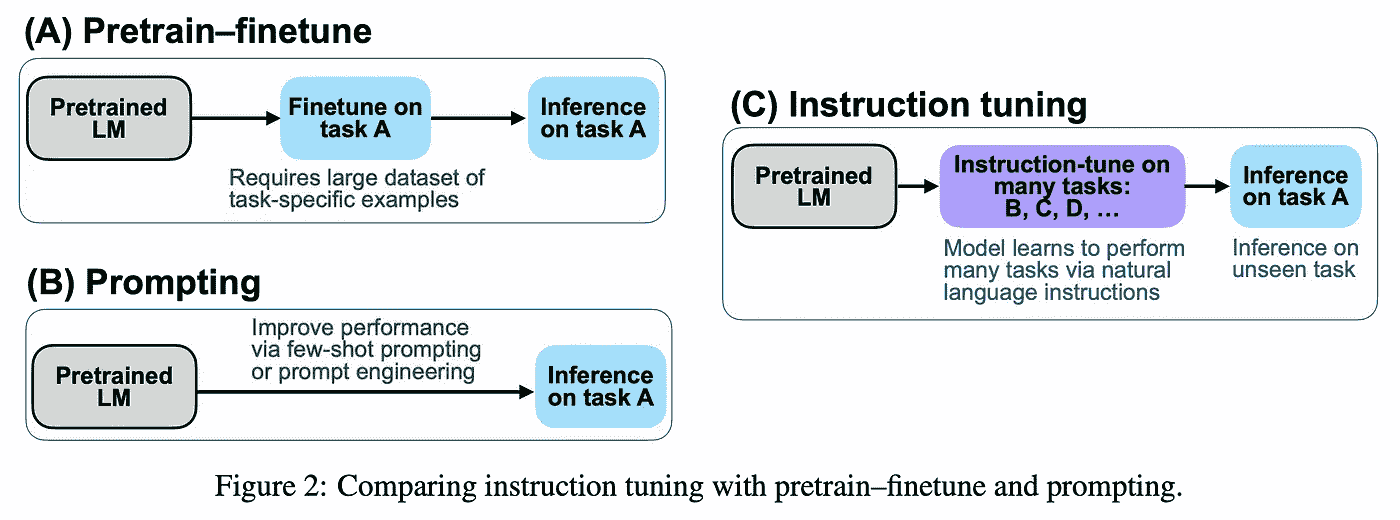 (A) Pretrain–finetune
Pretrained
LM
Finetune on
task A
Inference
on task A
Requires large dataset of
task-specific examples
(B) Prompting
Improve performance
via few-shot prompting
or prompt engineering
Pretrained
LM
Inference
on task A
(C) Instruction tuning
Pretrained
LM
Instruction-tune on
many tasks:
B, C, D, …
Inference
on task A
Model learns to perform
many tasks via natural
language instructions
Inference on
unseen task
Figure 2: Comparing instruction tuning with pretrain–finetune and prompting.